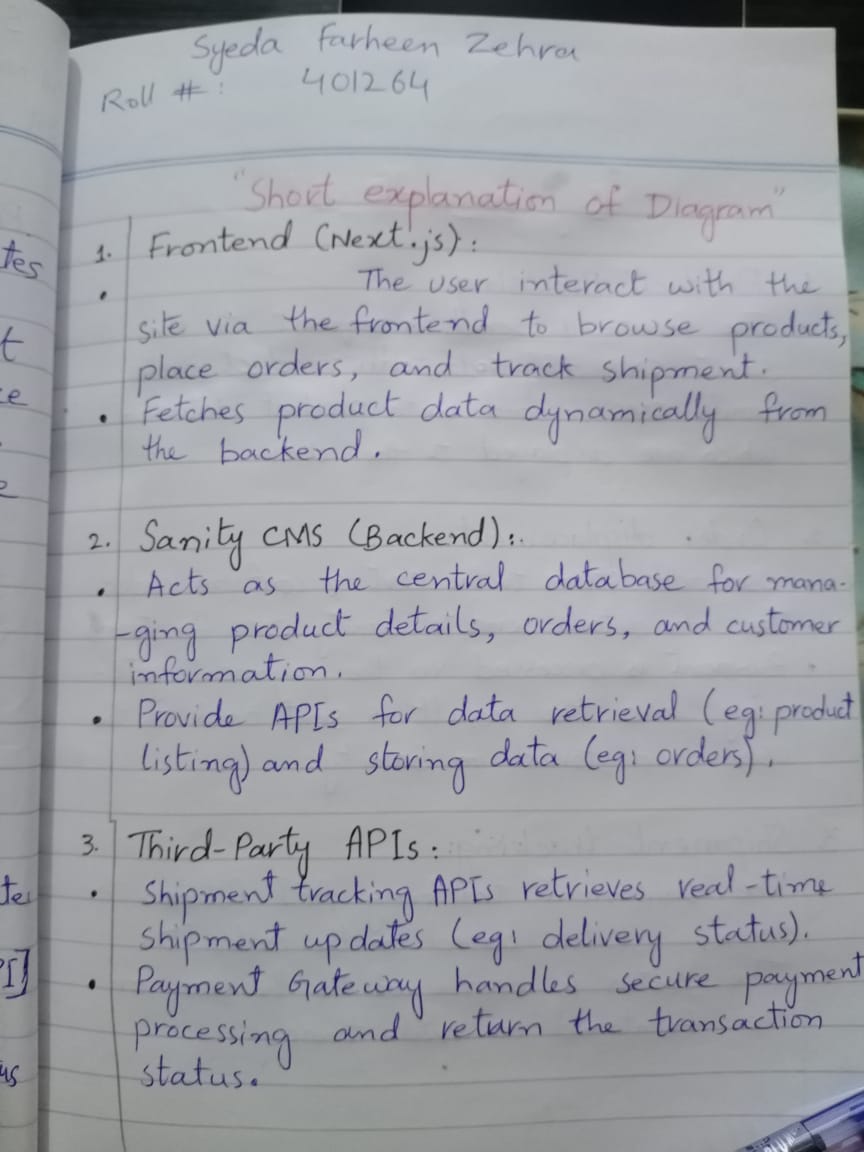 Syeda Farheen Zehra
Roll #: 401264
"Short explanation of Diagram"
1. Frontend (Next.js):
• The user interact with the
site via the frontend to browse products,
place orders, and track shipment.
• Fetches product data dynamically from
the backend.
2. Sanity CMS (Backend):
• Acts as the central database for mana-
-ging product details, orders, and customer
information.
• Provide APIs for data retrieval (eg: product
listing) and storing data (eg: orders).
3. Third-Party APIs:
• Shipment tracking APIs retrieves real-time
shipment updates (eg: delivery status).
• Payment Gateway handles secure payment
processing and return the transaction
status.